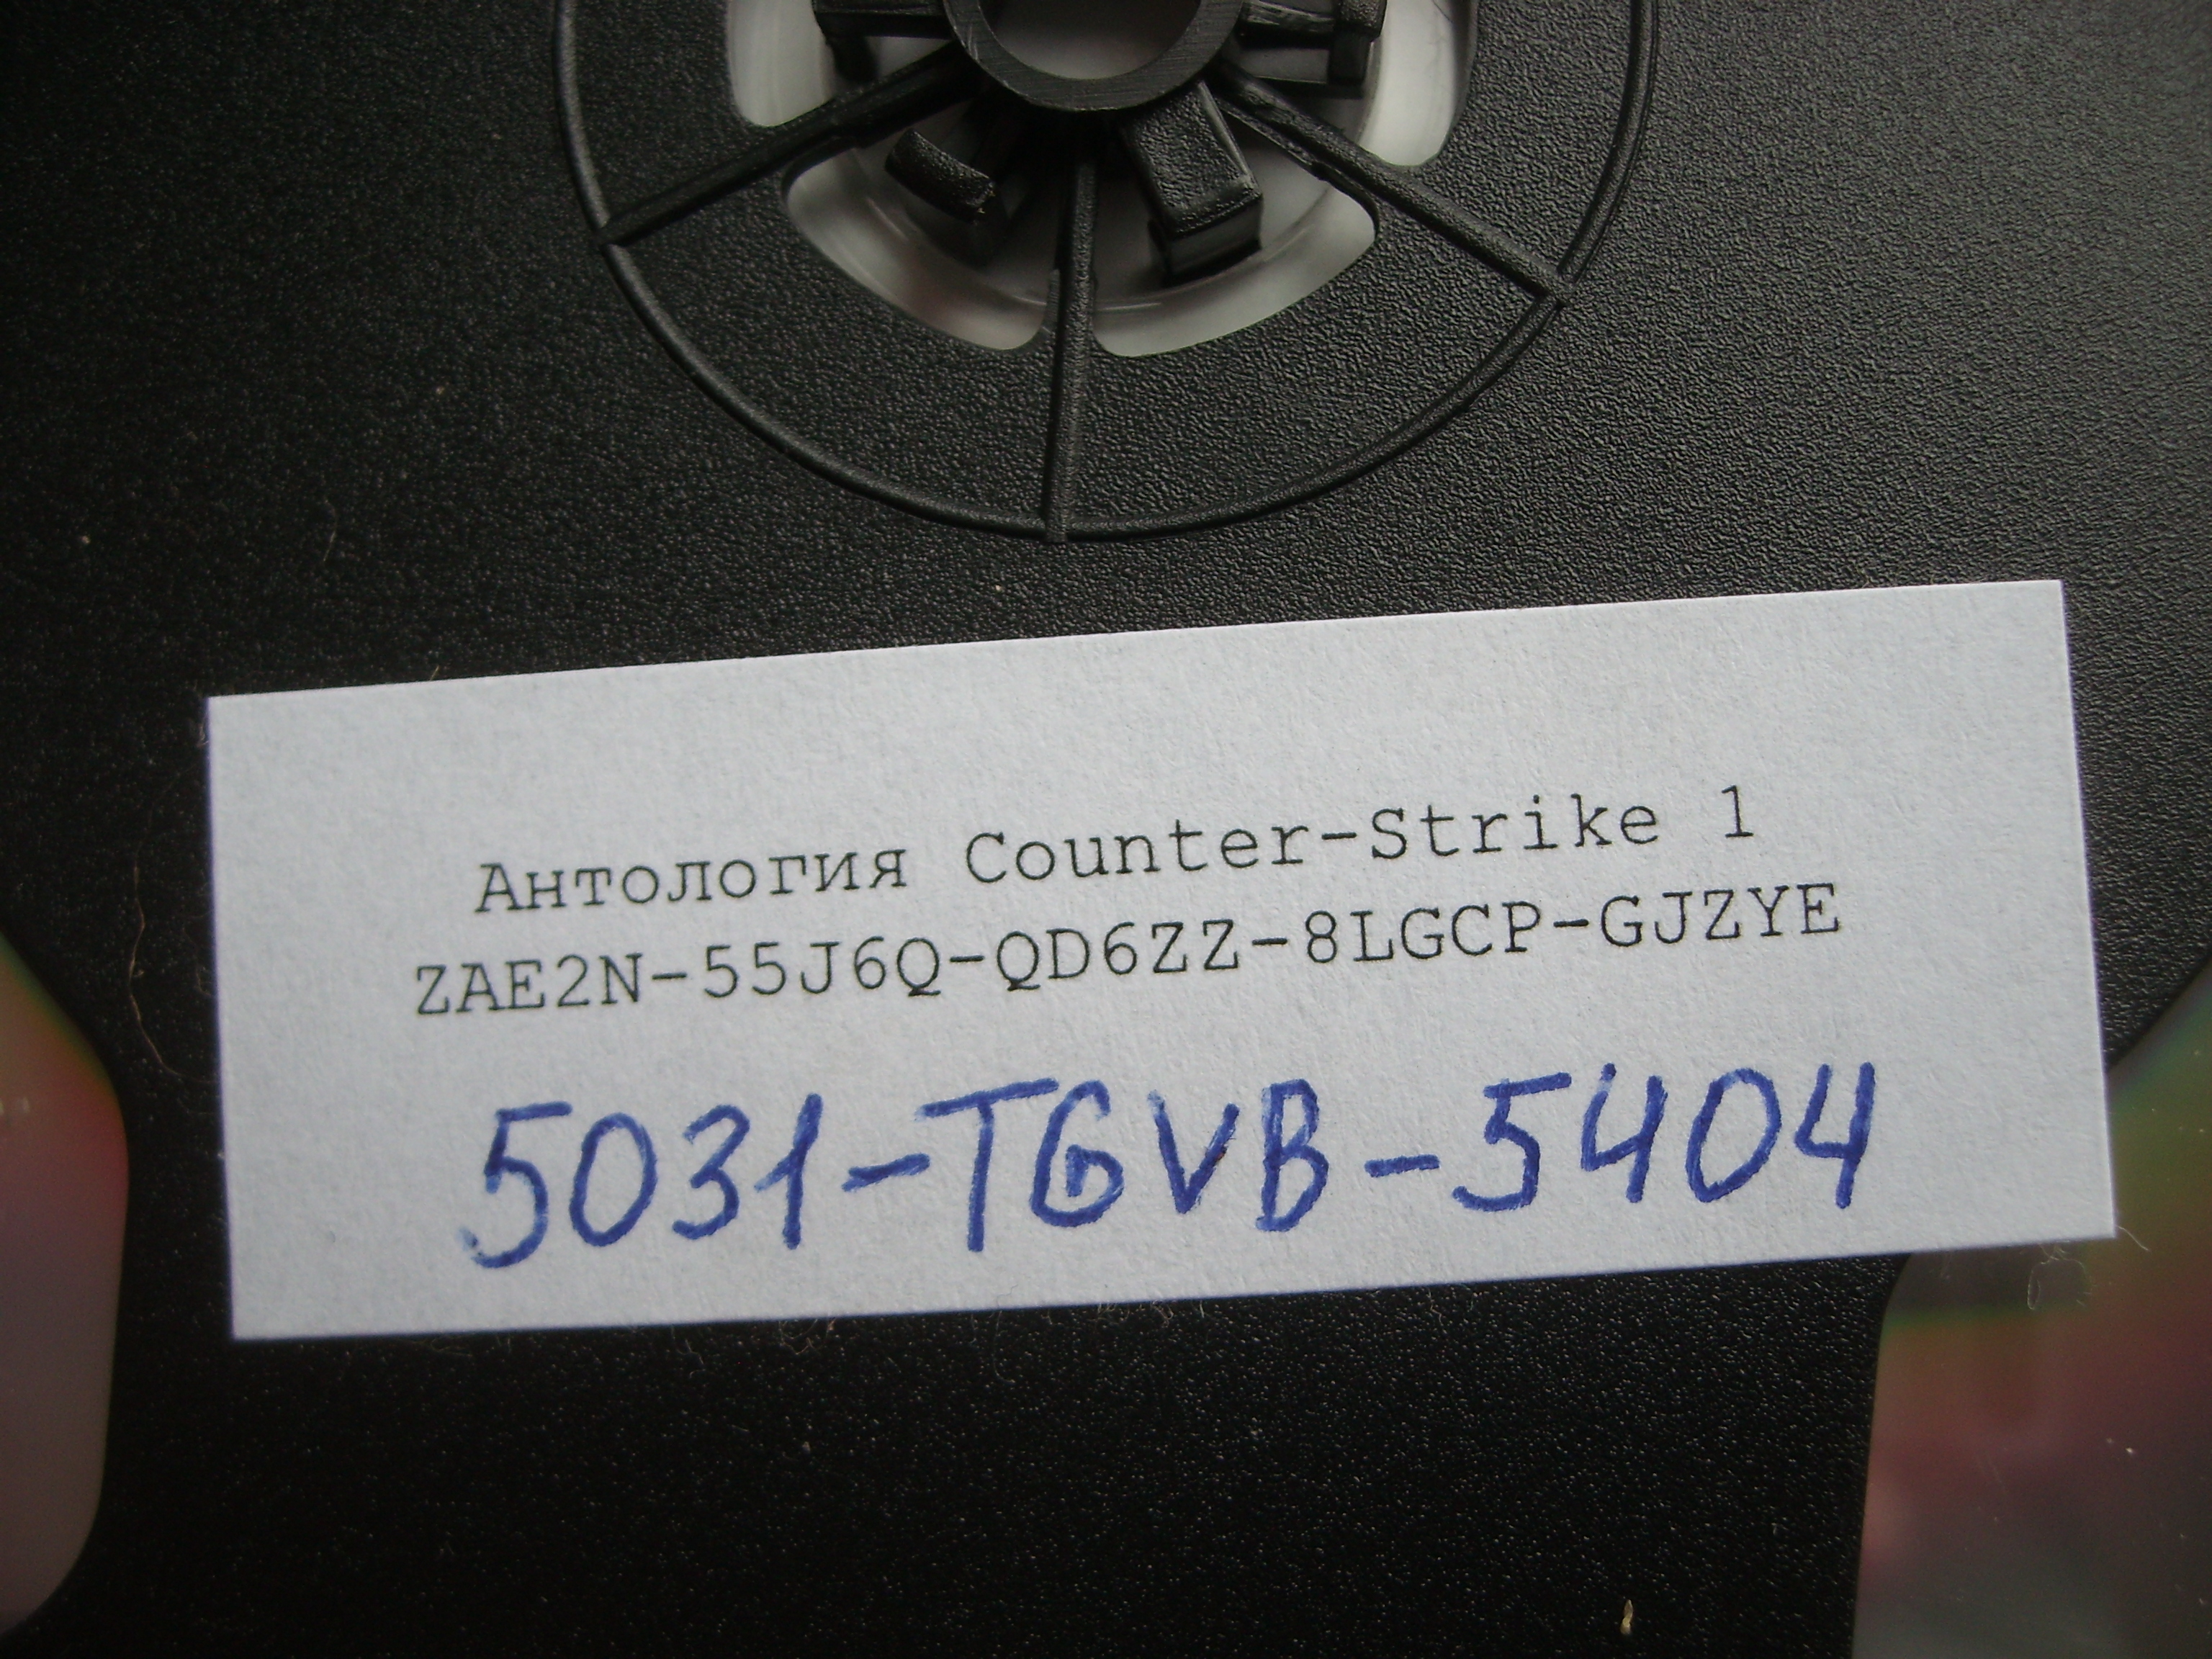 Антология Counter-Strike 1
ZAE2N-55J6Q-QD6ZZ-8LGCP-GJZYE
5031-TGVB-5404